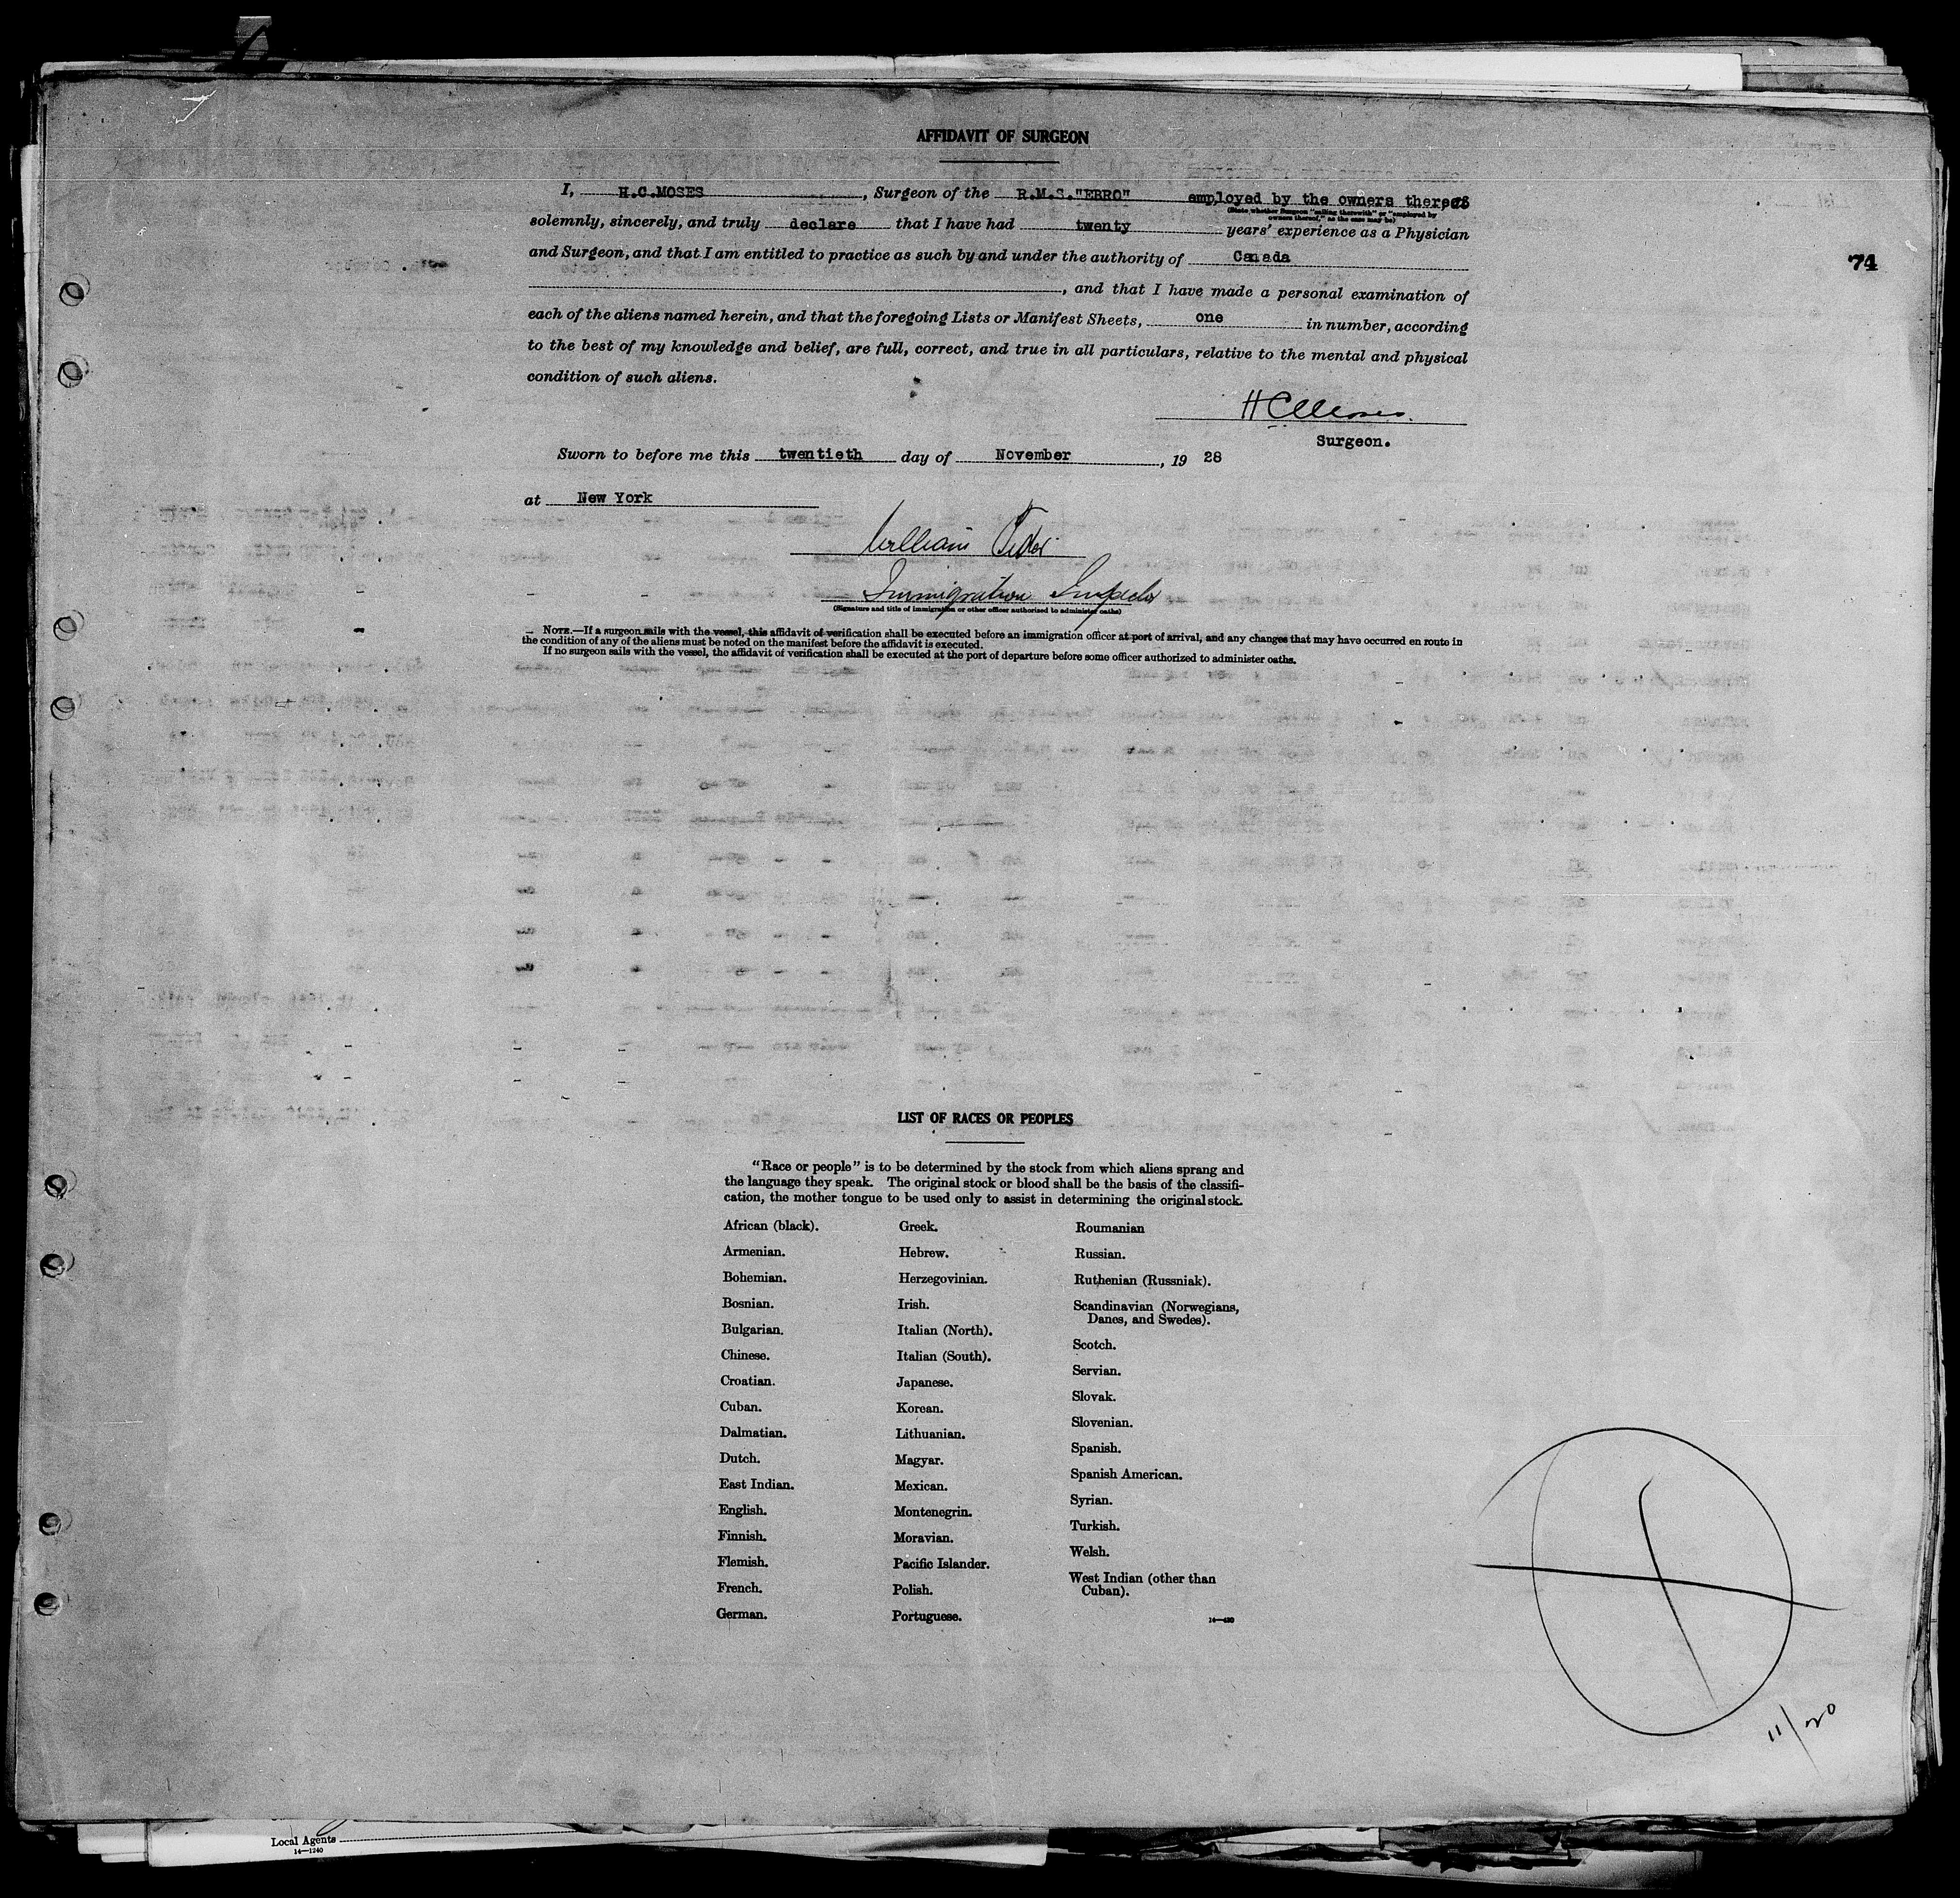 AFFIDAVIT OF SURGEON
I, H.C.MOSES, Surgeon of the R.M.S."EBRO" employed by the owners thereof
(State whether Surgeon "sailing therewith" or "employed by owners thereof," as the case may be)
solemnly, sincerely, and truly declare that I have had twenty years' experience as a Physician
and Surgeon, and that I am entitled to practice as such by and under the authority of Canada
, and that I have made a personal examination of
each of the aliens named herein, and that the foregoing Lists or Manifest Sheets, one in number, according
to the best of my knowledge and belief, are full, correct, and true in all particulars, relative to the mental and physical
condition of such aliens.
74
H C Moses.
Surgeon.
Sworn to before me this twentieth day of November, 19 28
at New York
William
Immigration Inspector
(Signature and title of immigration or other officer authorized to administer oaths)
NOTE.—If a surgeon sails with the vessel, this affidavit of verification shall be executed before an immigration officer at port of arrival, and any changes that may have occurred en route in
the condition of any of the aliens must be noted on the manifest before the affidavit is executed.
If no surgeon sails with the vessel, the affidavit of verification shall be executed at the port of departure before some officer authorized to administer oaths.
LIST OF RACES OR PEOPLES
"Race or people" is to be determined by the stock from which aliens sprang and
the language they speak. The original stock or blood shall be the basis of the classifi-
cation, the mother tongue to be used only to assist in determining the original stock.
African (black).
Armenian.
Bohemian.
Bosnian.
Bulgarian.
Chinese.
Croatian.
Cuban.
Dalmatian.
Dutch.
East Indian.
English.
Finnish.
Flemish.
French.
German.
Greek.
Hebrew.
Herzegovinian.
Irish.
Italian (North).
Italian (South).
Japanese.
Korean.
Lithuanian.
Magyar.
Mexican.
Montenegrin.
Moravian.
Pacific Islander.
Polish.
Portuguese.
Roumanian
Russian.
Ruthenian (Russniak).
Scandinavian (Norwegians,
Danes, and Swedes).
Scotch.
Servian.
Slovak.
Slovenian.
Spanish.
Spanish American.
Syrian.
Turkish.
Welsh.
West Indian (other than
Cuban).
14—430
11/20
Local Agents
14—1240